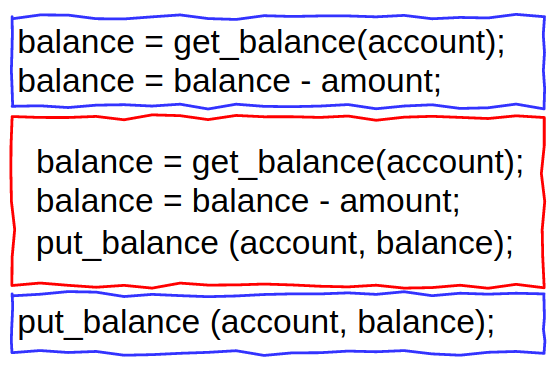 balance = get_balance(account);
balance = balance - amount;
balance = get_balance(account);
balance = balance - amount;
put_balance (account, balance);
put_balance (account, balance);